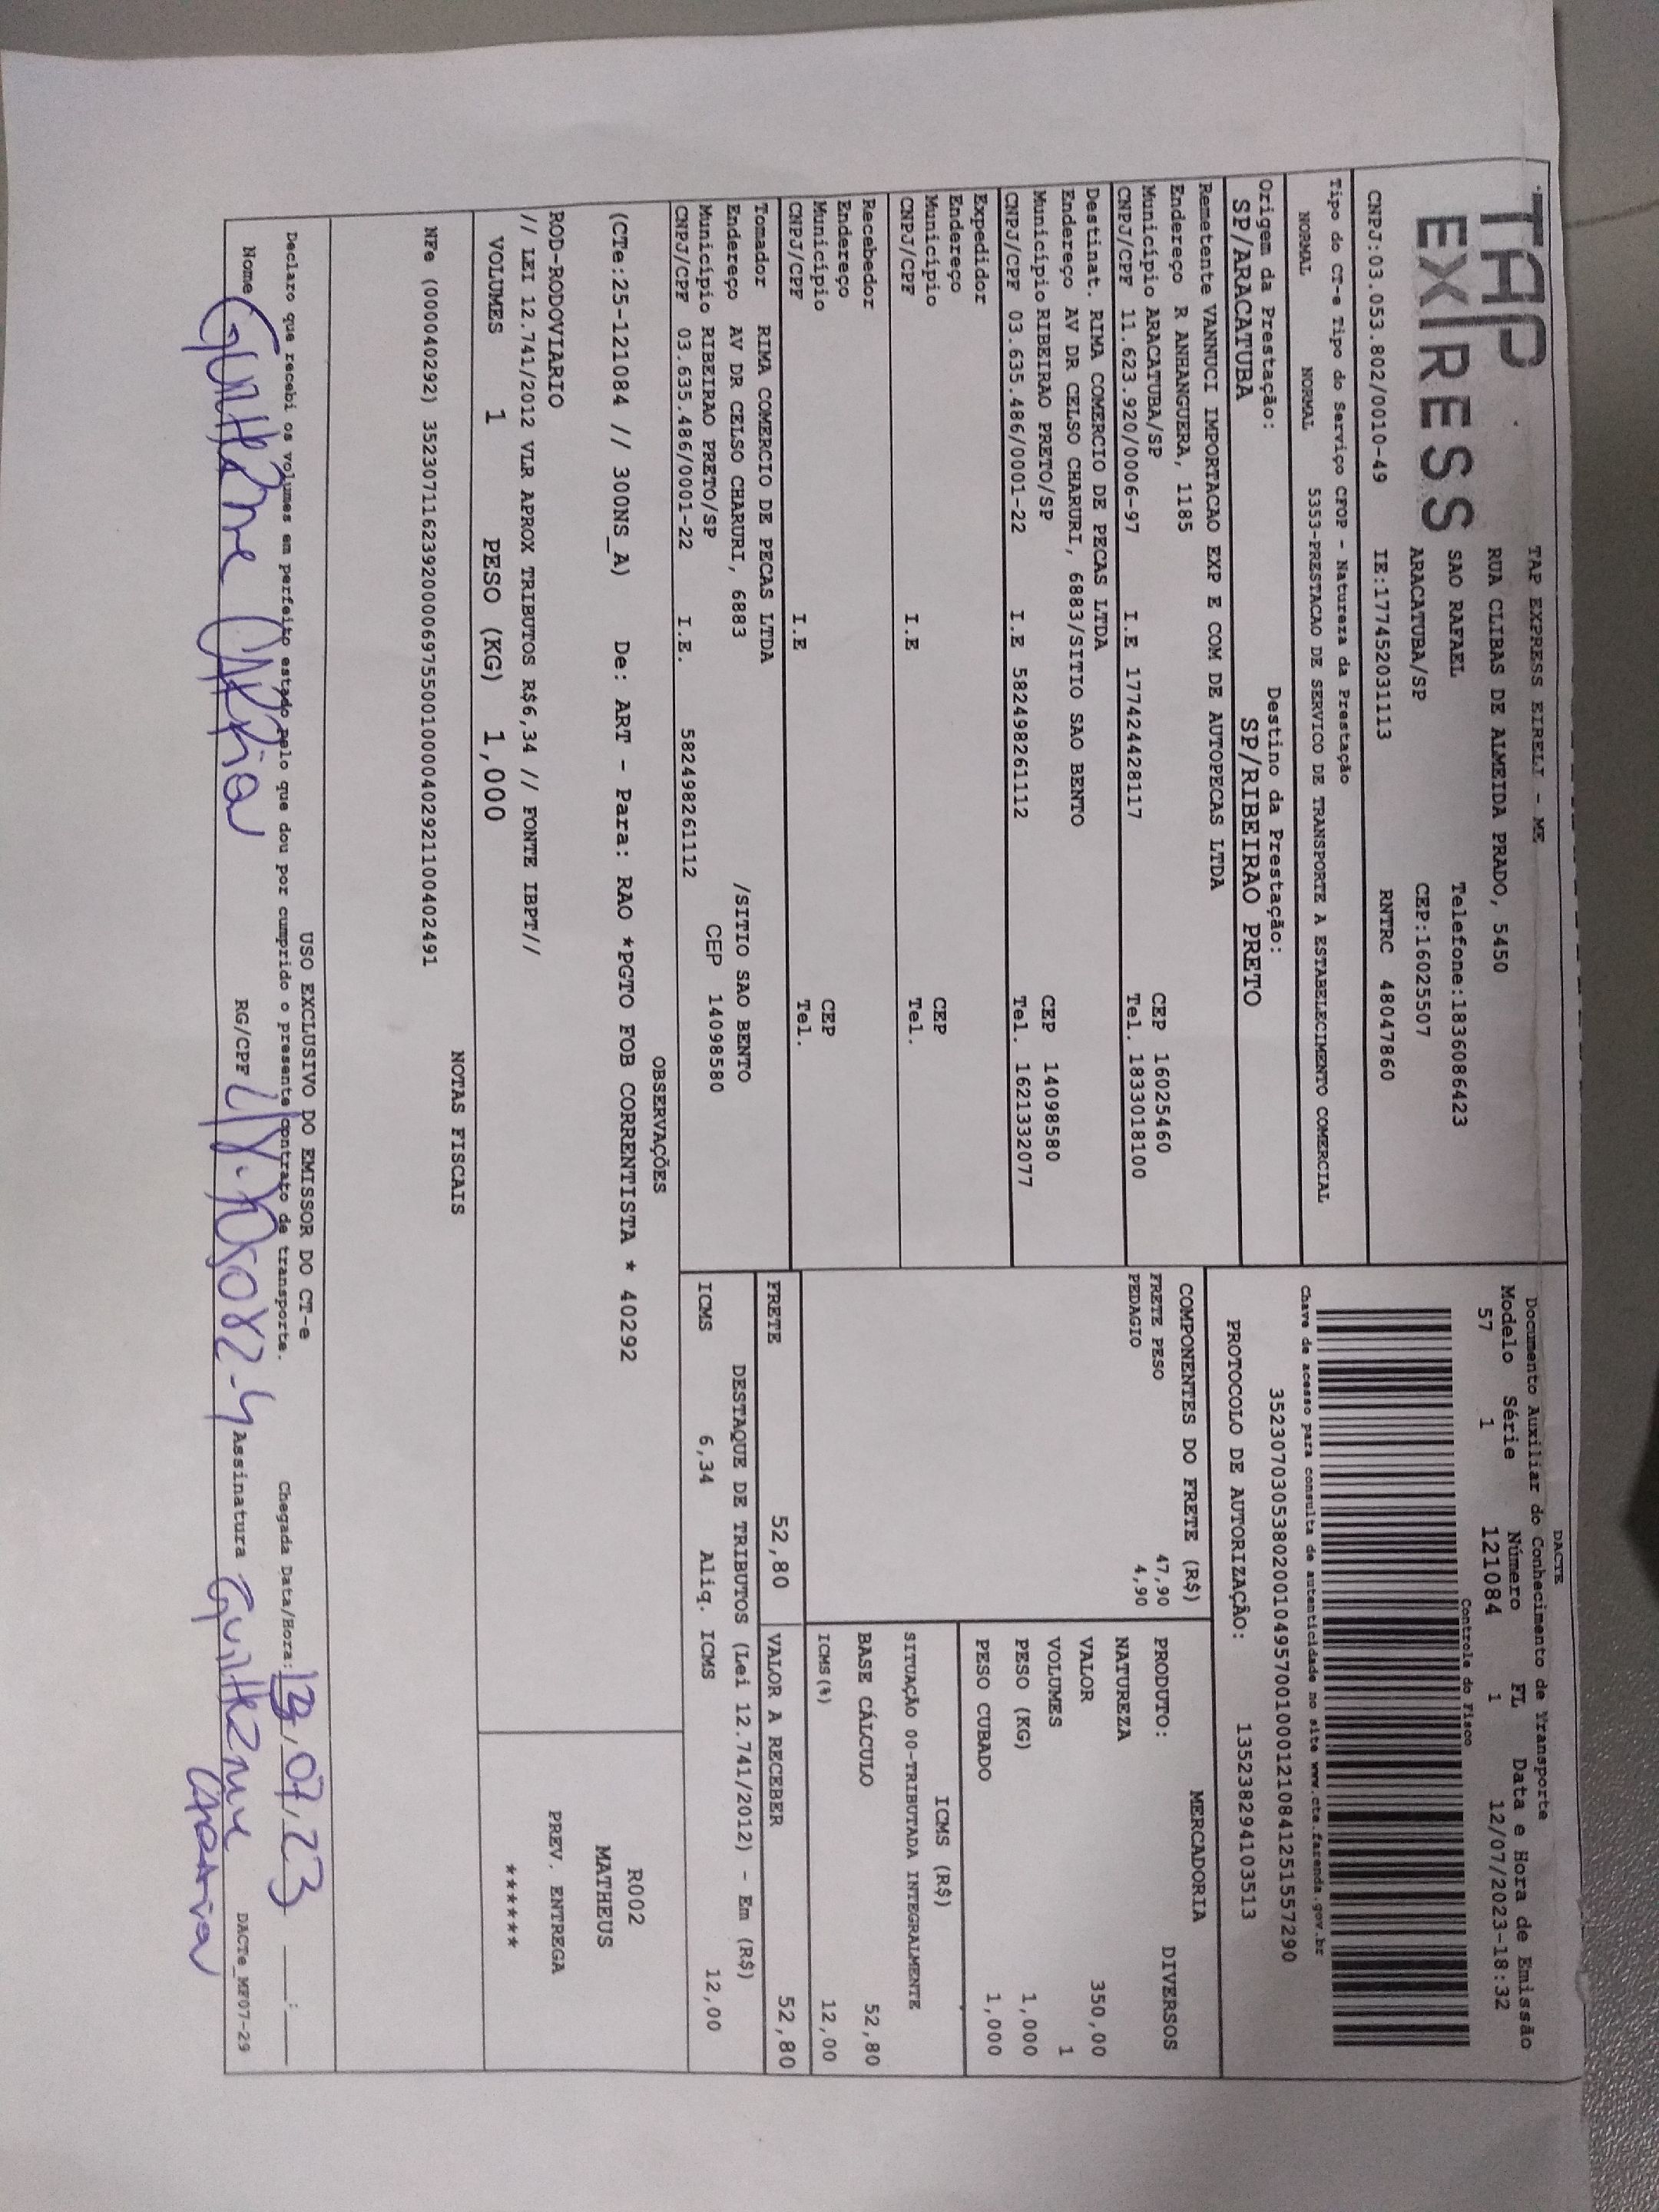 TAP
EXPRESS
TAP EXPRESS EIRELI - ME
RUA CLIBAS DE ALMEIDA PRADO, 5450
SAO RAFAEL Telefone:1836086423
ARACATUBA/SP CEP:16025507
CNPJ:03.053.802/0010-49 IE:177452031113 RNTRC 48047860
DACTE
Documento Auxiliar do Conhecimento de Transporte
Modelo Série Número FL Data e Hora de Emissão
57 1 121084 1 12/07/2023-18:32
Controle do Fisco
Chave de acesso para consulta de autenticidade no site www.cte.fazenda.gov.br
35230703053802001049570010001210841251557290
PROTOCOLO DE AUTORIZAÇÃO: 135238294103513
Tipo do CT-e Tipo do Serviço CFOP - Natureza da Prestação
NORMAL NORMAL 5353-PRESTACAO DE SERVICO DE TRANSPORTE A ESTABELECIMENTO COMERCIAL
Origem da Prestação: Destino da Prestação:
SP/ARACATUBA SP/RIBEIRAO PRETO
Remetente VANNUCI IMPORTACAO EXP E COM DE AUTOPECAS LTDA
Endereço R ANHANGUERA, 1185
Município ARACATUBA/SP CEP 16025460
CNPJ/CPF 11.623.920/0006-97 I.E 177424428117 Tel. 1833018100
Destinat. RIMA COMERCIO DE PECAS LTDA
Endereço AV DR CELSO CHARURI, 6883/SITIO SAO BENTO
Município RIBEIRAO PRETO/SP CEP 14098580
CNPJ/CPF 03.635.486/0001-22 I.E 582498261112 Tel. 1621332077
Expedidor
Endereço
Município CEP
CNPJ/CPF I.E Tel.
Recebedor
Endereço
Município CEP
CNPJ/CPF I.E Tel.
Tomador RIMA COMERCIO DE PECAS LTDA
Endereço AV DR CELSO CHARURI, 6883 /SITIO SAO BENTO
Município RIBEIRAO PRETO/SP CEP 14098580
CNPJ/CPF 03.635.486/0001-22 I.E. 582498261112
COMPONENTES DO FRETE (R$)
FRETE PESO 47,90
PEDAGIO 4,90
MERCADORIA
PRODUTO: DIVERSOS
NATUREZA
VALOR 350,00
VOLUMES 1
PESO (KG) 1,000
PESO CUBADO 1,000
ICMS (R$)
SITUAÇÃO 00-TRIBUTADA INTEGRALMENTE
BASE CÁLCULO 52,80
ICMS(%) 12,00
FRETE 52,80 VALOR A RECEBER 52,80
DESTAQUE DE TRIBUTOS (Lei 12.741/2012) - Em (R$)
ICMS 6,34 Aliq. ICMS 12,00
OBSERVAÇÕES
(CTe:25-121084 // 300NS_A) De: ART - Para: RAO *PGTO FOB CORRENTISTA * 40292
ROD-RODOVIARIO
// LEI 12.741/2012 VLR APROX TRIBUTOS R$6,34 // FONTE IBPT//
R002
MATHEUS
PREV. ENTREGA
*******
VOLUMES 1 PESO (KG) 1,000
NOTAS FISCAIS
NFe (000040292) 35230711623920000697550010000402921100402491
USO EXCLUSIVO DO EMISSOR DO CT-e
Declaro que recebi os volumes em perfeito estado pelo que dou por cumprido o presente contrato de transporte. Chegada Data/Hora: 13/07/23 ___:___
Nome Guilherme RG/CPF Assinatura Guilherme DACTe_MF07-29